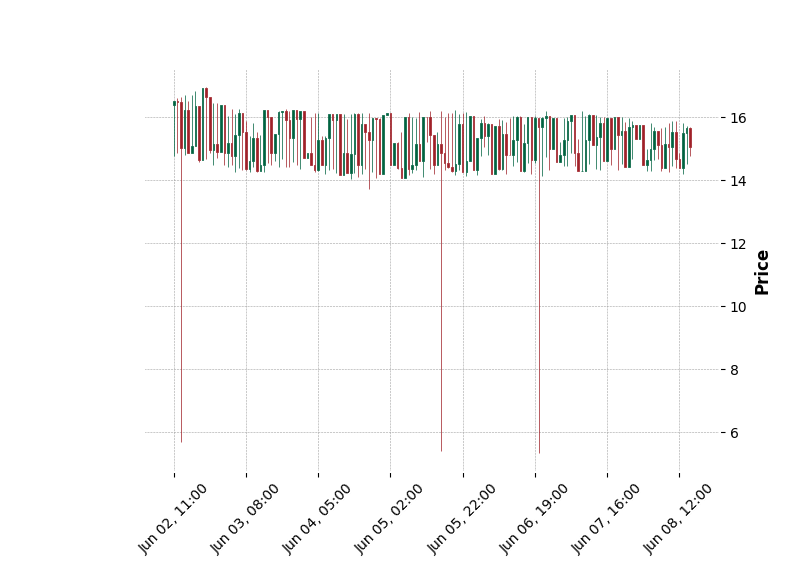 16
14
12
10
8
6
Price
Jun 02, 11:00
Jun 03, 08:00
Jun 04, 05:00
Jun 05, 02:00
Jun 05, 22:00
Jun 06, 19:00
Jun 07, 16:00
Jun 08, 12:00